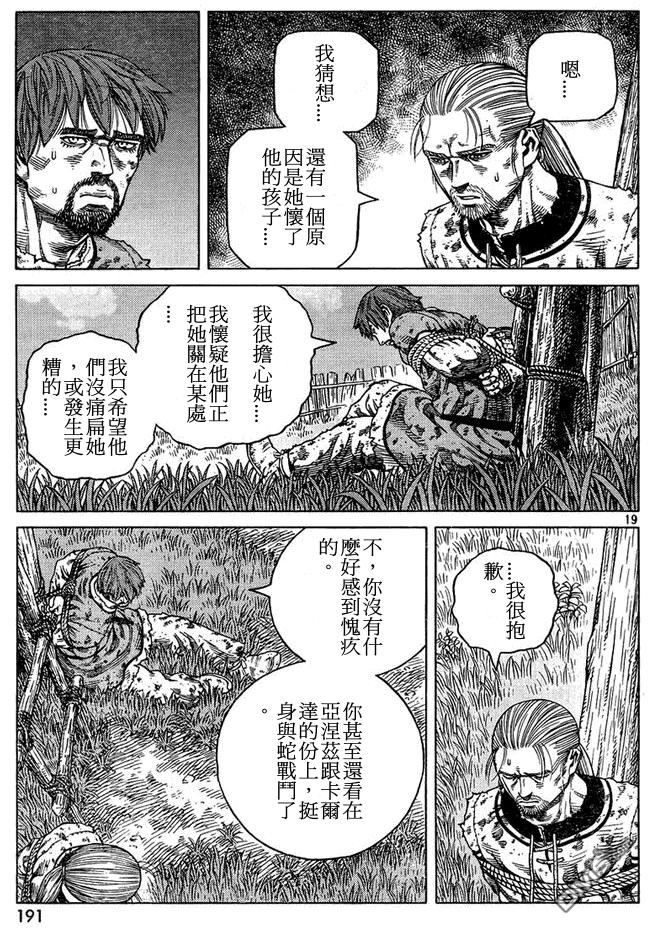 嗯‥‥
我猜想‥‥
還有一個原
因是她懷了
他的孩子‥‥
我很擔心她‥‥
我懷疑他們正
把她關在某處
‥‥
我只希望他
們沒痛扁她
，或發生更
糟的‥‥
19
‥‥我很抱
歉。
不，你沒有什
麼好感到愧疚
的。
你甚至還看在
亞涅茲跟卡爾
達的份上，挺
身與蛇戰鬥了
。
191